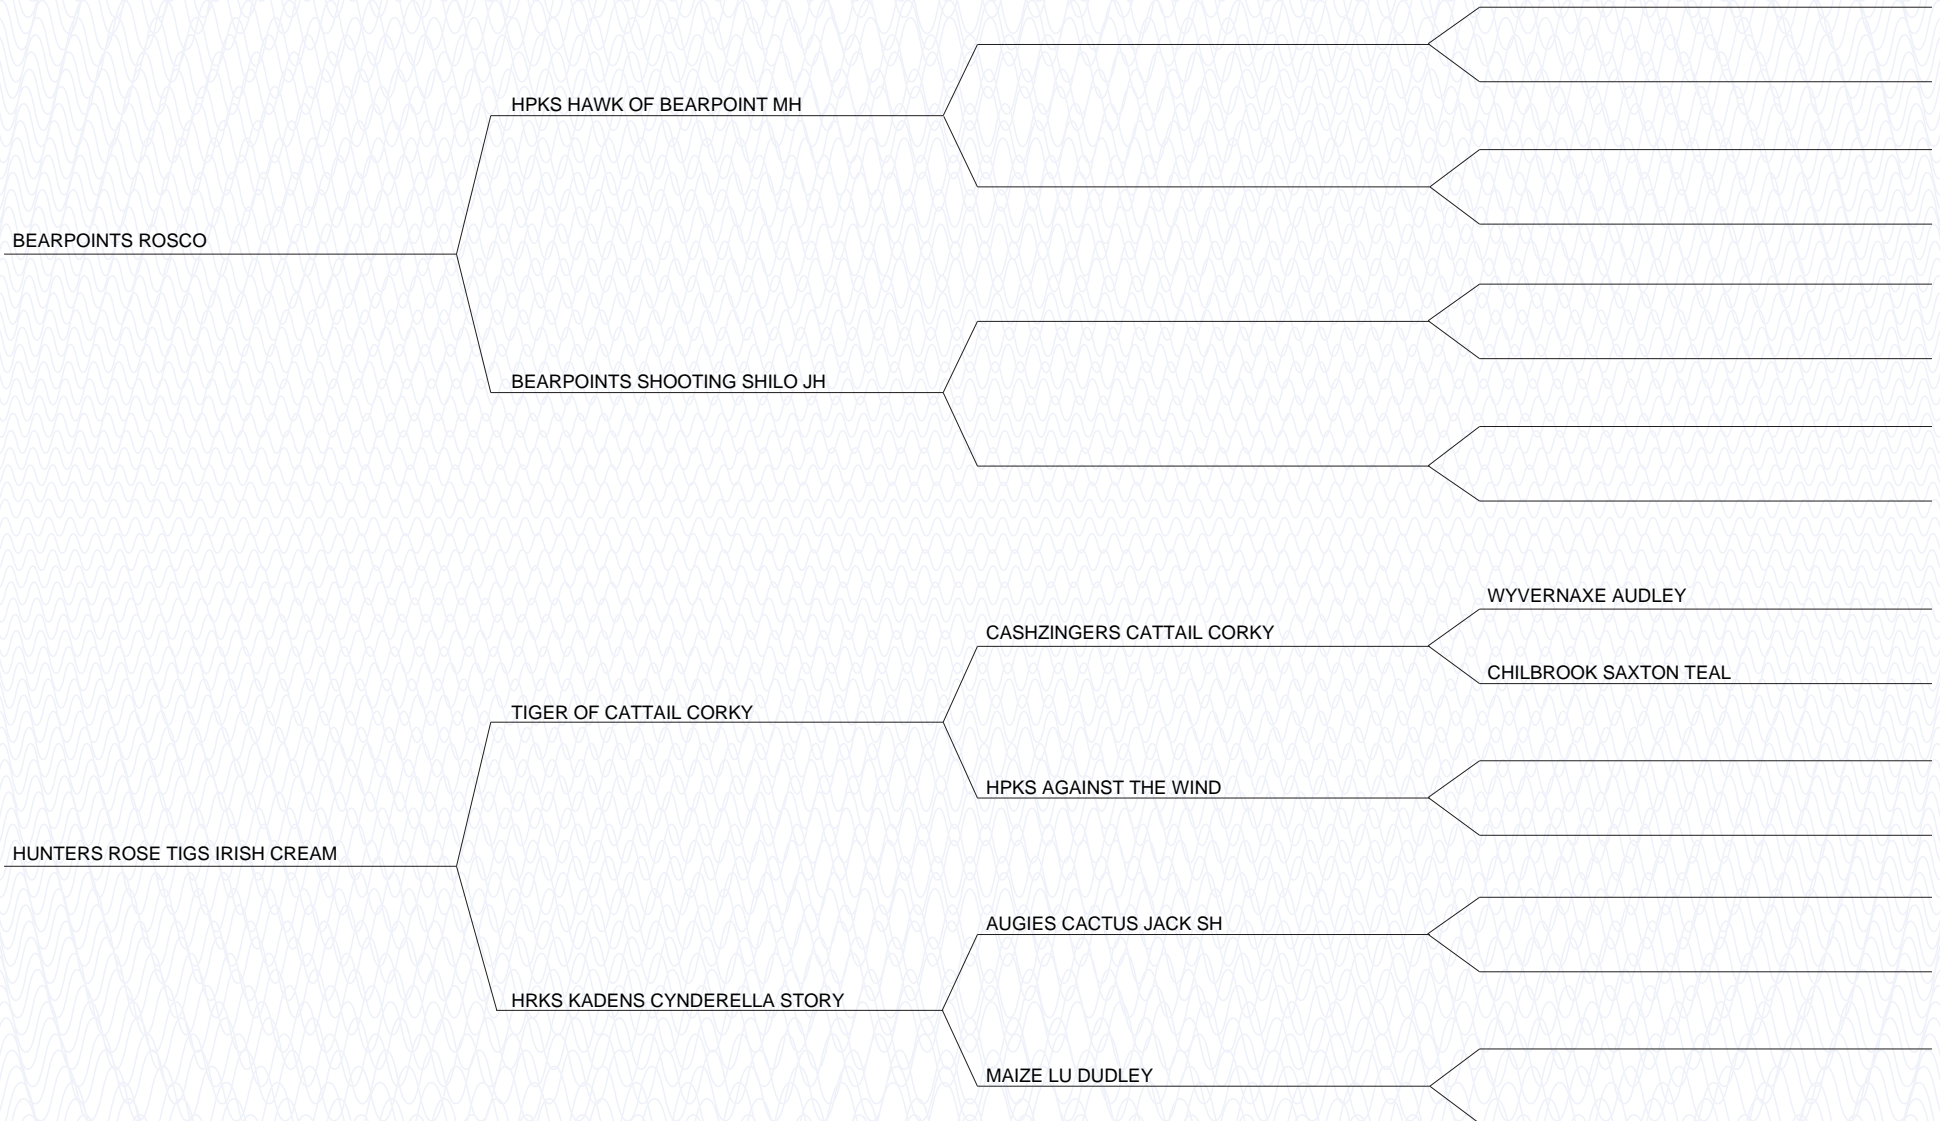 HPKS HAWK OF BEARPOINT MH
BEARPOINTS ROSCO
BEARPOINTS SHOOTING SHILO JH
WYVERNAXE AUDLEY
CASHZINGERS CATTAIL CORKY
CHILBROOK SAXTON TEAL
TIGER OF CATTAIL CORKY
HPKS AGAINST THE WIND
HUNTERS ROSE TIGS IRISH CREAM
AUGIES CACTUS JACK SH
HRKS KADENS CYNDERELLA STORY
MAIZE LU DUDLEY